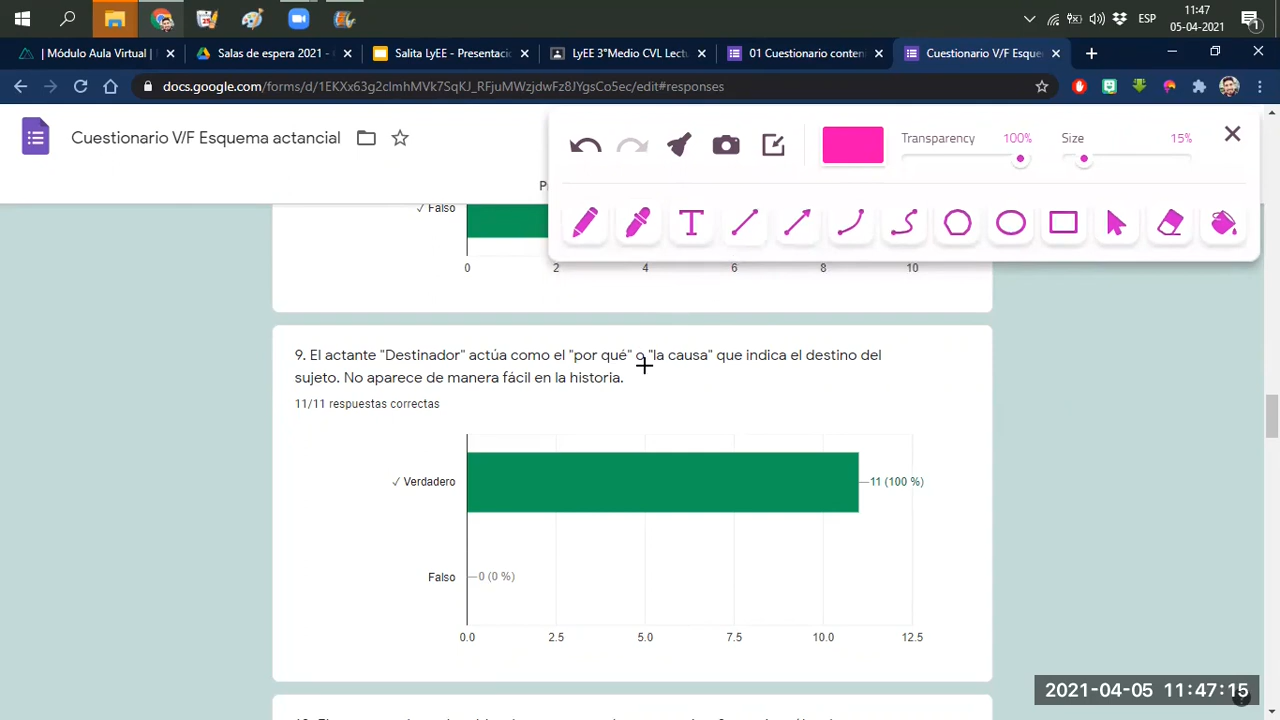 11:47
ESP
05-04-2021
1
Módulo Aula Virtual |
Salas de espera 2021 -
Salita LyEE - Presentacio
LyEE 3°Medio CVL Lectu
01 Cuestionario conten
Cuestionario V/F Esque
docs.google.com/forms/d/1EKXx63g2clmhMVk7SqKJ_RFjuMWzjdwFz8JYgsCo5ec/edit#responses
Cuestionario V/F Esquema actancial
Transparency 100% Size 15%
T
✓ Falso
0 2 4 6 8 10
9. El actante "Destinador" actúa como el "por qué" o "la causa" que indica el destino del
sujeto. No aparece de manera fácil en la historia.
11/11 respuestas correctas
✓ Verdadero
11 (100 %)
Falso
0 (0 %)
0.0 2.5 5.0 7.5 10.0 12.5
2021-04-05 11:47:15